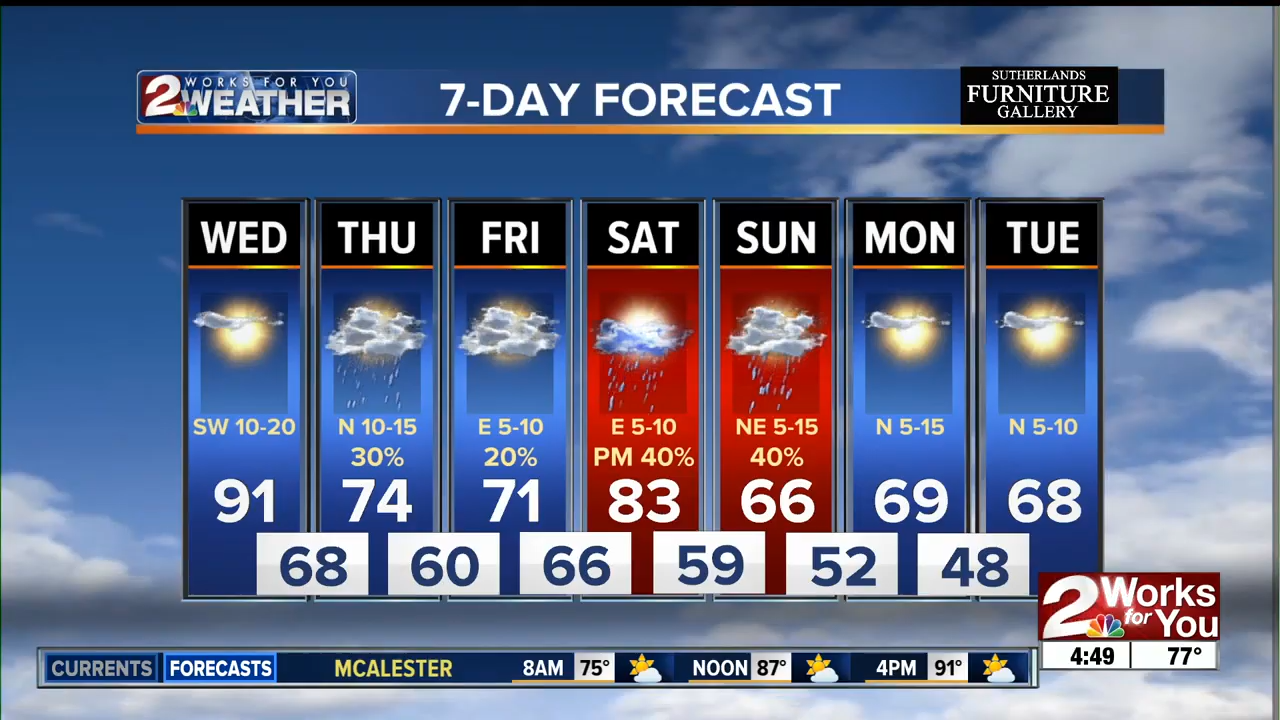 2 WORKS FOR YOU
WEATHER
7-DAY FORECAST
SUTHERLANDS
FURNITURE
GALLERY
WED THU FRI SAT SUN MON TUE
SW 10-20 N 10-15 E 5-10 E 5-10 NE 5-15 N 5-15 N 5-10
30% 20% PM 40% 40%
91 74 71 83 66 69 68
68 60 66 59 52 48
2 Works
for You
4:49 77°
CURRENTS FORECASTS MCALESTER 8AM 75° NOON 87° 4PM 91°